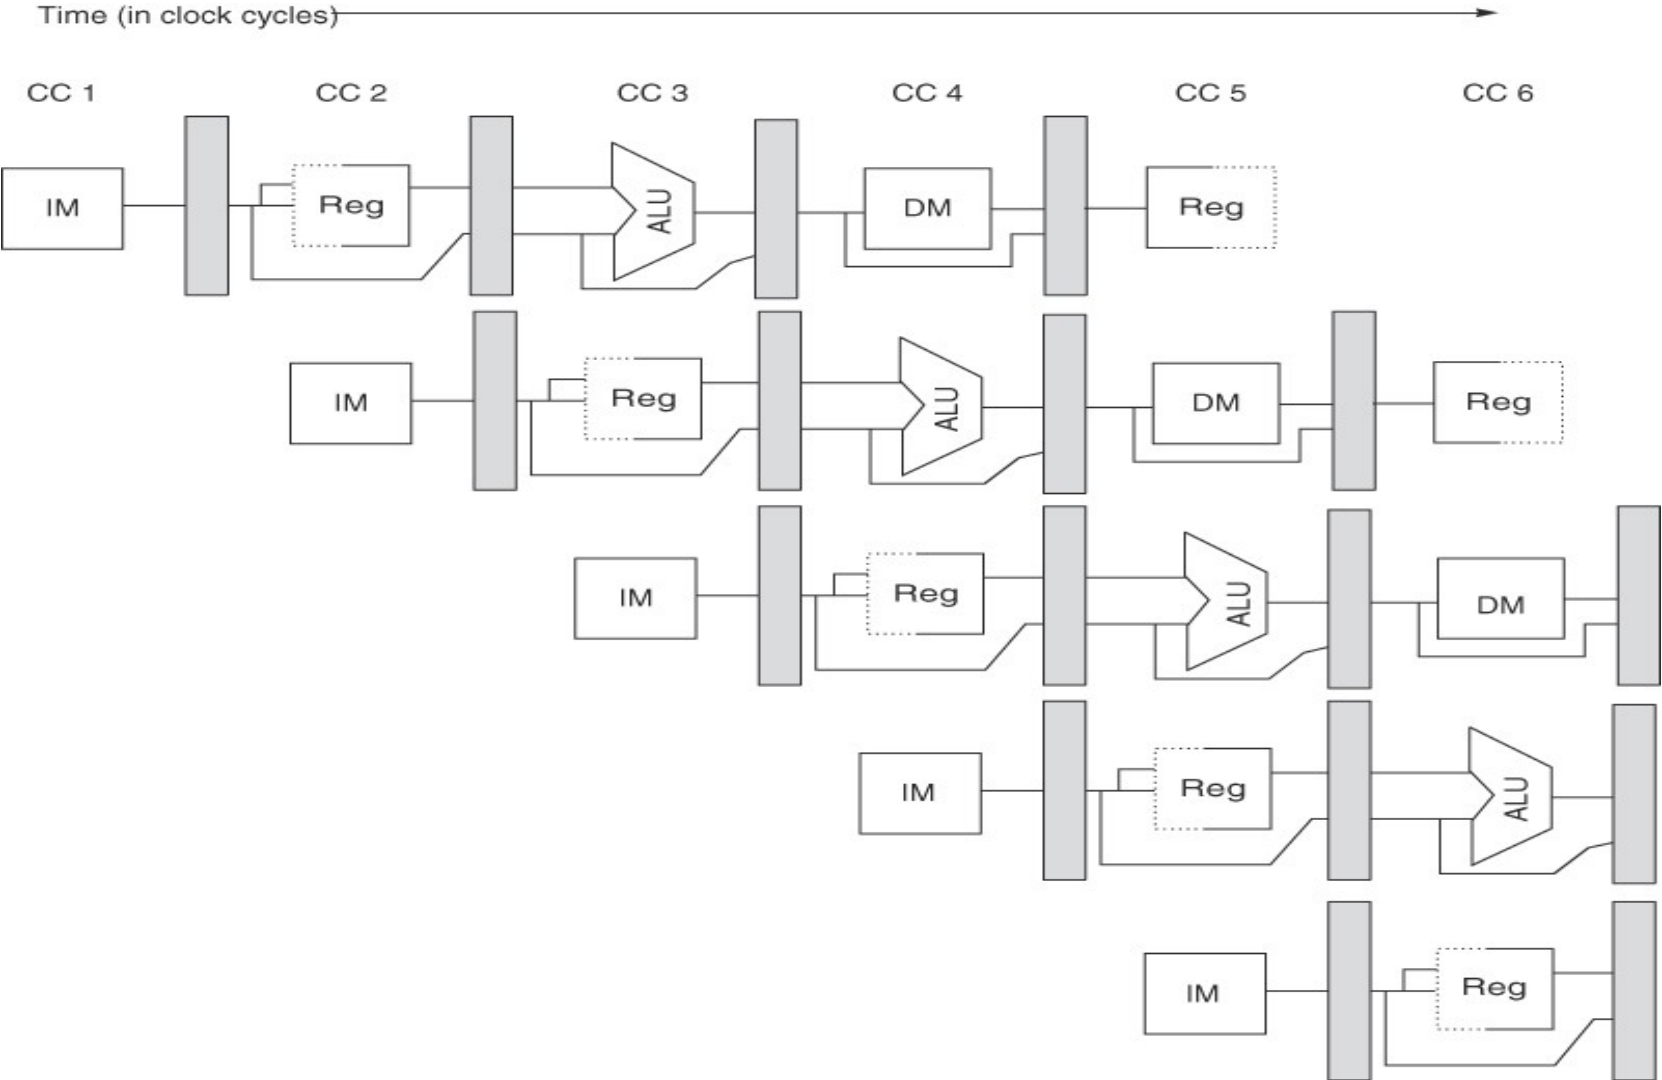 Time (in clock cycles)
CC 1 CC 2 CC 3 CC 4 CC 5 CC 6
IM Reg ALU DM Reg
IM Reg ALU DM Reg
IM Reg ALU DM
IM Reg ALU
IM Reg